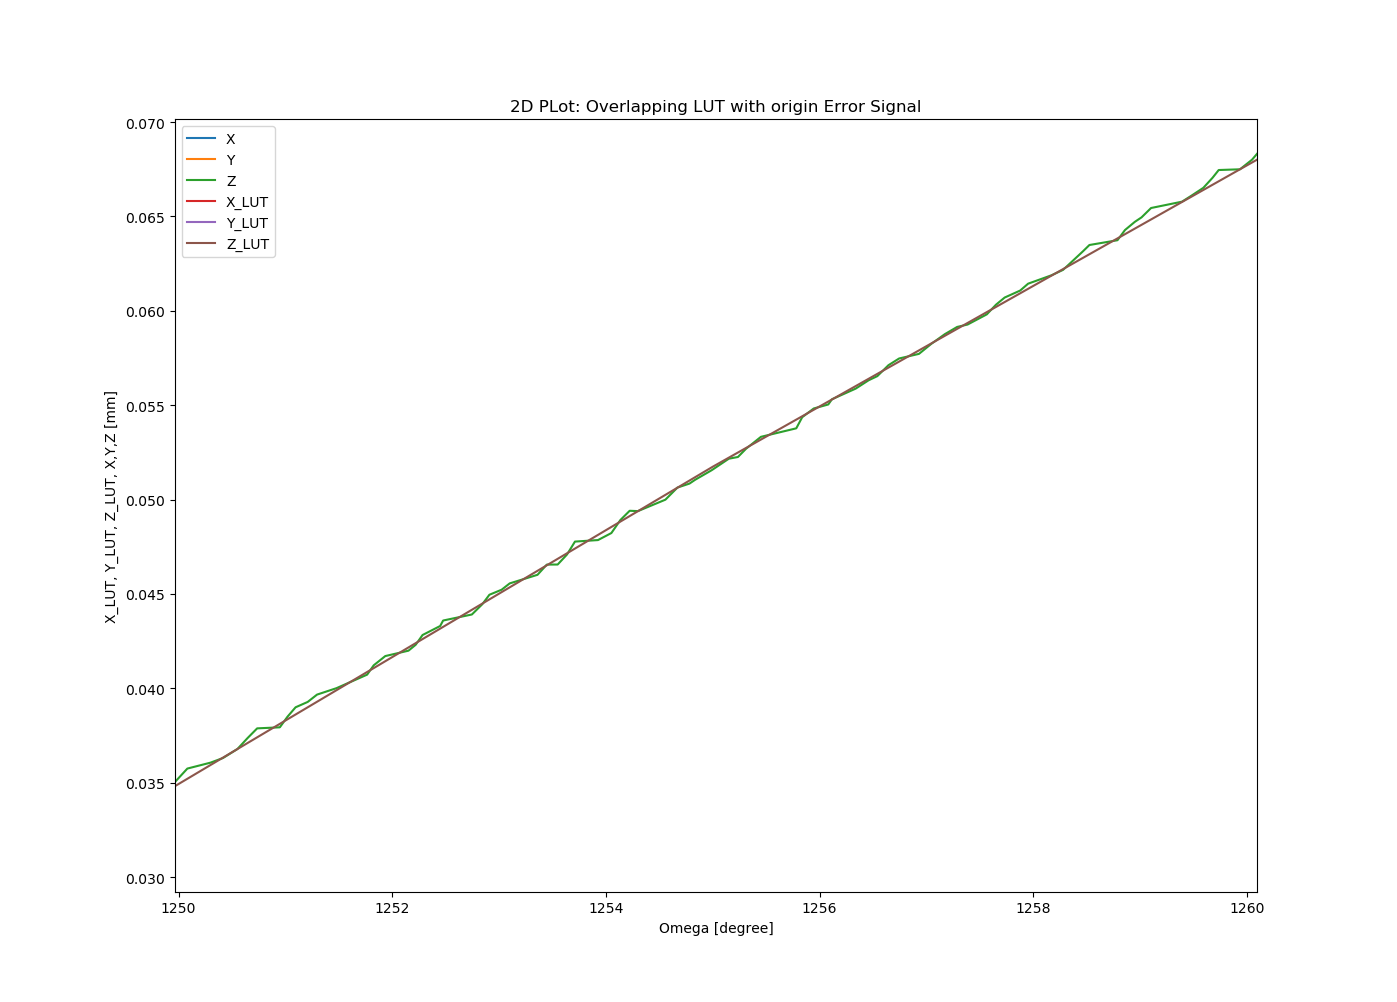 2D PLot: Overlapping LUT with origin Error Signal
X
Y
Z
X_LUT
Y_LUT
Z_LUT
0.070
0.065
0.060
0.055
0.050
0.045
0.040
0.035
0.030
X_LUT, Y_LUT, Z_LUT, X,Y,Z [mm]
1250 1252 1254 1256 1258 1260
Omega [degree]